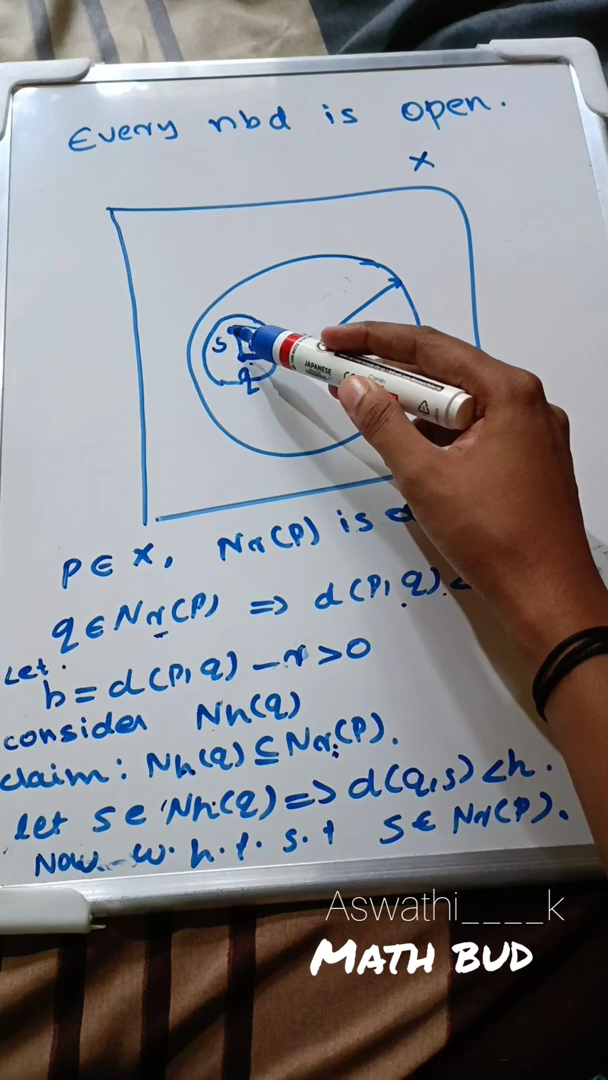 Every nbd is open.
X
s
q
P ∈ X, Nr(P) is
q ∈ Nr(P) ⇒ d(P, q) <
Let
h = d(P, q) - r > 0
consider Nh(q)
claim: Nh(q) ⊆ Nr(P).
let s ∈ Nh(q) ⇒ d(q, s) < h.
Now w.h.t. s.t s ∈ Nr(P).
JAPANESE
Aswathi____k
MATH BUD